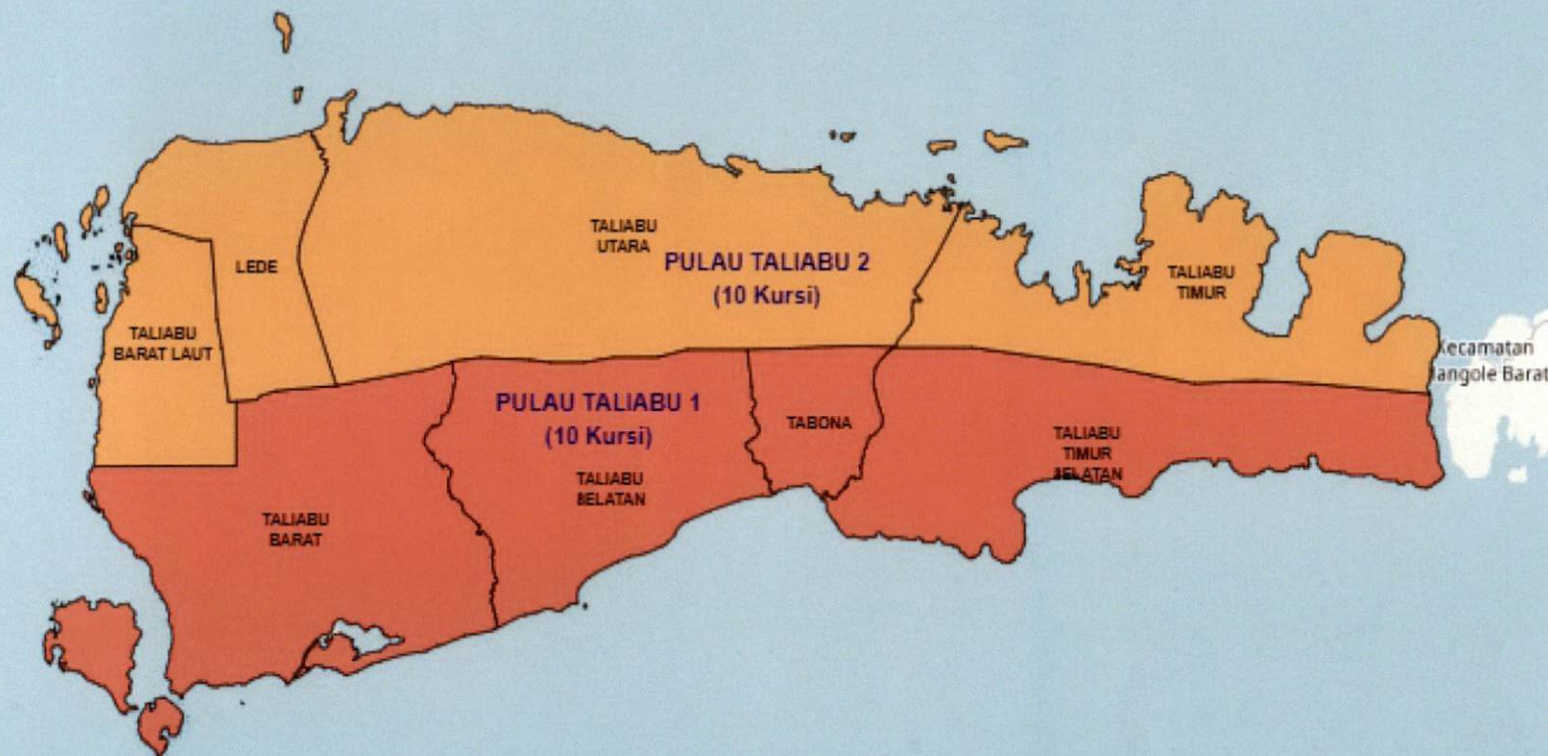 TALIABU
UTARA
PULAU TALIABU 2
(10 Kursi)
LEDE
TALIABU
TIMUR
TALIABU
BARAT LAUT
Kecamatan
angole Barat
PULAU TALIABU 1
(10 Kursi)
TABONA
TALIABU
TIMUR
SELATAN
TALIABU
SELATAN
TALIABU
BARAT